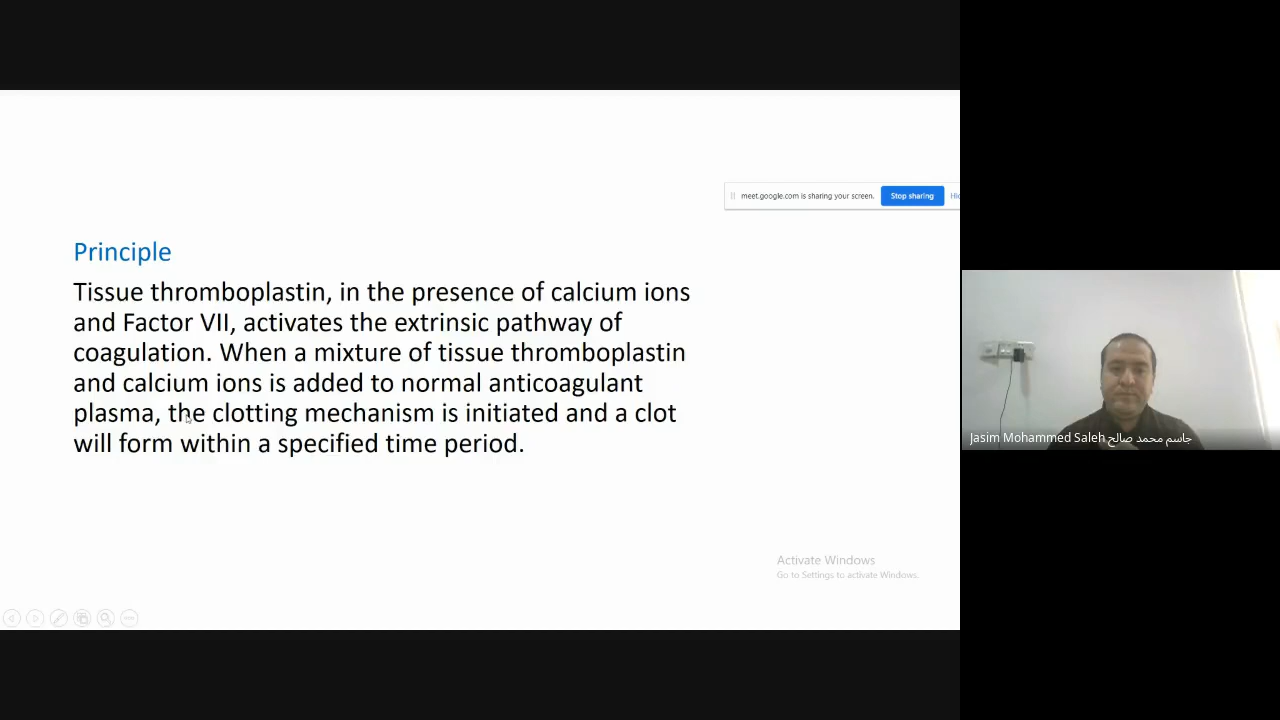 meet.google.com is sharing your screen.
Stop sharing
Principle
Tissue thromboplastin, in the presence of calcium ions
and Factor VII, activates the extrinsic pathway of
coagulation. When a mixture of tissue thromboplastin
and calcium ions is added to normal anticoagulant
plasma, the clotting mechanism is initiated and a clot
will form within a specified time period.
Activate Windows
Go to Settings to activate Windows.
Jasim Mohammed Saleh جاسم محمد صالح